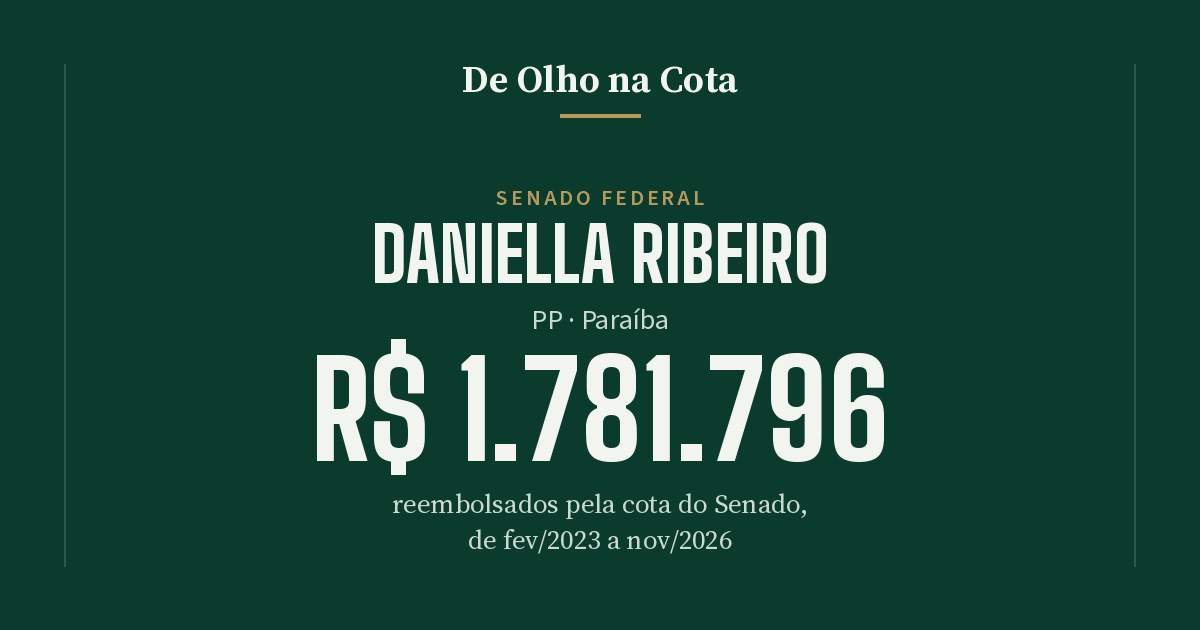 De Olho na Cota
SENADO FEDERAL
DANIELLA RIBEIRO
PP · Paraíba
R$ 1.781.796
reembolsados pela cota do Senado,
de fev/2023 a nov/2026